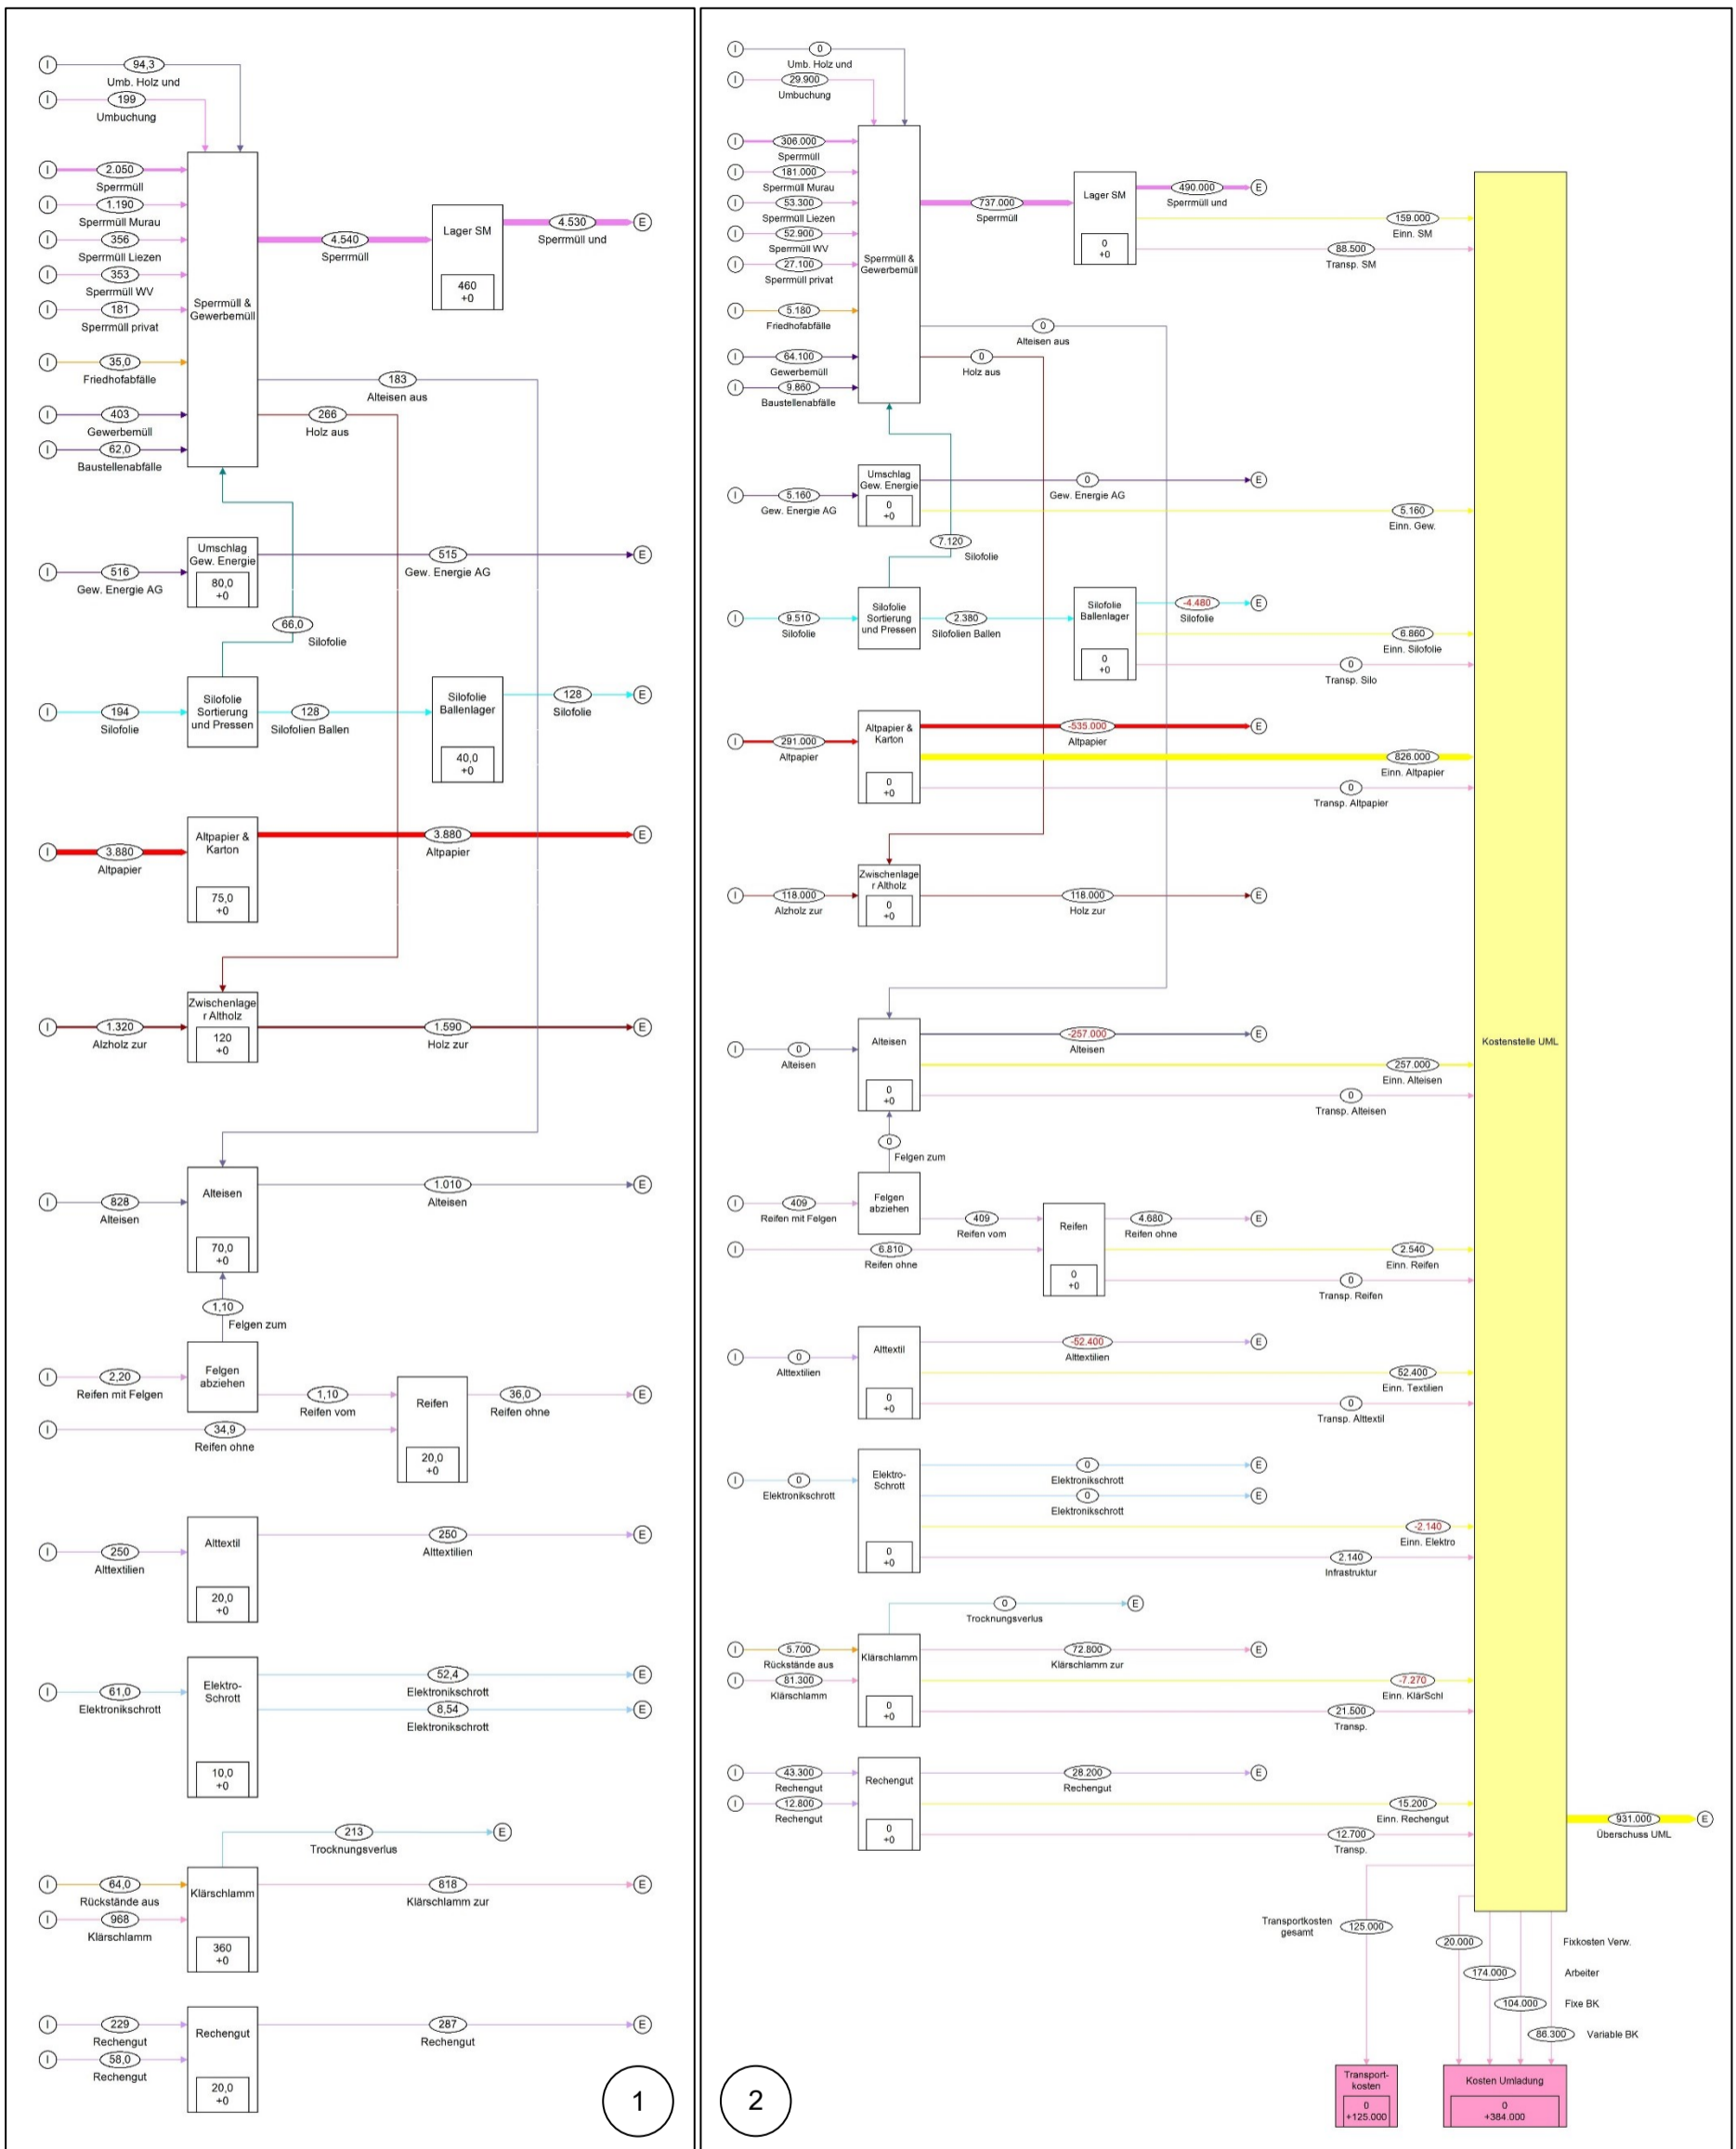 I
94,3
Umb. Holz und
I
199
Umbuchung
I
2.050
Sperrmüll
I
1.190
Sperrmüll Murau
I
356
Sperrmüll Liezen
I
353
Sperrmüll WV
I
181
Sperrmüll privat
Sperrmüll &
Gewerbemüll
I
35,0
Friedhofabfälle
I
403
Gewerbemüll
I
62,0
Baustellenabfälle
4.540
Sperrmüll
Lager SM
460
+0
4.530
E
Sperrmüll und
183
Alteisen aus
266
Holz aus
I
516
Gew. Energie AG
Umschlag
Gew. Energie
80,0
+0
515
E
Gew. Energie AG
66,0
Silofolie
I
194
Silofolie
Silofolie
Sortierung
und Pressen
128
Silofolien Ballen
Silofolie
Ballenlager
40,0
+0
128
E
Silofolie
I
3.880
Altpapier
Altpapier &
Karton
75,0
+0
3.880
E
Altpapier
I
1.320
Alzholz zur
Zwischenlage
r Altholz
120
+0
1.590
E
Holz zur
I
828
Alteisen
Alteisen
70,0
+0
1.010
E
Alteisen
1,10
Felgen zum
I
2,20
Reifen mit Felgen
Felgen
abziehen
1,10
Reifen vom
I
34,9
Reifen ohne
Reifen
20,0
+0
36,0
E
Reifen ohne
I
250
Alttextilien
Alttextil
20,0
+0
250
E
Alttextilien
I
61,0
Elektronikschrott
Elektro-
Schrott
10,0
+0
52,4
E
Elektronikschrott
8,54
E
Elektronikschrott
213
E
Trocknungsverlus
I
64,0
Rückstände aus
I
968
Klärschlamm
Klärschlamm
360
+0
818
E
Klärschlamm zur
I
229
Rechengut
I
58,0
Rechengut
Rechengut
20,0
+0
287
E
Rechengut
1
I
0
Umb. Holz und
I
29.900
Umbuchung
I
306.000
Sperrmüll
I
181.000
Sperrmüll Murau
I
53.300
Sperrmüll Liezen
I
52.900
Sperrmüll WV
I
27.100
Sperrmüll privat
Sperrmüll &
Gewerbemüll
I
5.180
Friedhofabfälle
I
64.100
Gewerbemüll
I
9.860
Baustellenabfälle
737.000
Sperrmüll
Lager SM
0
+0
490.000
E
Sperrmüll und
159.000
Einn. SM
88.500
Transp. SM
0
Alteisen aus
0
Holz aus
I
5.160
Gew. Energie AG
Umschlag
Gew. Energie
0
+0
0
E
Gew. Energie AG
5.160
Einn. Gew.
7.120
Silofolie
I
9.510
Silofolie
Silofolie
Sortierung
und Pressen
2.380
Silofolien Ballen
Silofolie
Ballenlager
0
+0
-4.480
E
Silofolie
6.860
Einn. Silofolie
0
Transp. Silo
I
291.000
Altpapier
Altpapier &
Karton
0
+0
-535.000
E
Altpapier
826.000
Einn. Altpapier
0
Transp. Altpapier
I
118.000
Alzholz zur
Zwischenlage
r Altholz
0
+0
118.000
E
Holz zur
I
0
Alteisen
Alteisen
0
+0
-257.000
E
Alteisen
257.000
Einn. Alteisen
0
Transp. Alteisen
Kostenstelle UML
0
Felgen zum
I
409
Reifen mit Felgen
Felgen
abziehen
409
Reifen vom
I
6.810
Reifen ohne
Reifen
0
+0
4.680
E
Reifen ohne
2.540
Einn. Reifen
0
Transp. Reifen
I
0
Alttextilien
Alttextil
0
+0
-52.400
E
Alttextilien
52.400
Einn. Textilien
0
Transp. Alttextil
I
0
Elektronikschrott
Elektro-
Schrott
0
+0
0
E
Elektronikschrott
0
E
Elektronikschrott
-2.140
Einn. Elektro
2.140
Infrastruktur
0
E
Trocknungsverlus
I
5.700
Rückstände aus
I
81.300
Klärschlamm
Klärschlamm
0
+0
72.800
E
Klärschlamm zur
-7.270
Einn. KlärSchl
21.500
Transp.
I
43.300
Rechengut
I
12.800
Rechengut
Rechengut
0
+0
28.200
E
Rechengut
15.200
Einn. Rechengut
12.700
Transp.
931.000
E
Überschuss UML
Transportkosten
gesamt
125.000
20.000
Fixkosten Verw.
174.000
Arbeiter
104.000
Fixe BK
86.300
Variable BK
Transport-
kosten
0
+125.000
Kosten Umladung
0
+384.000
2